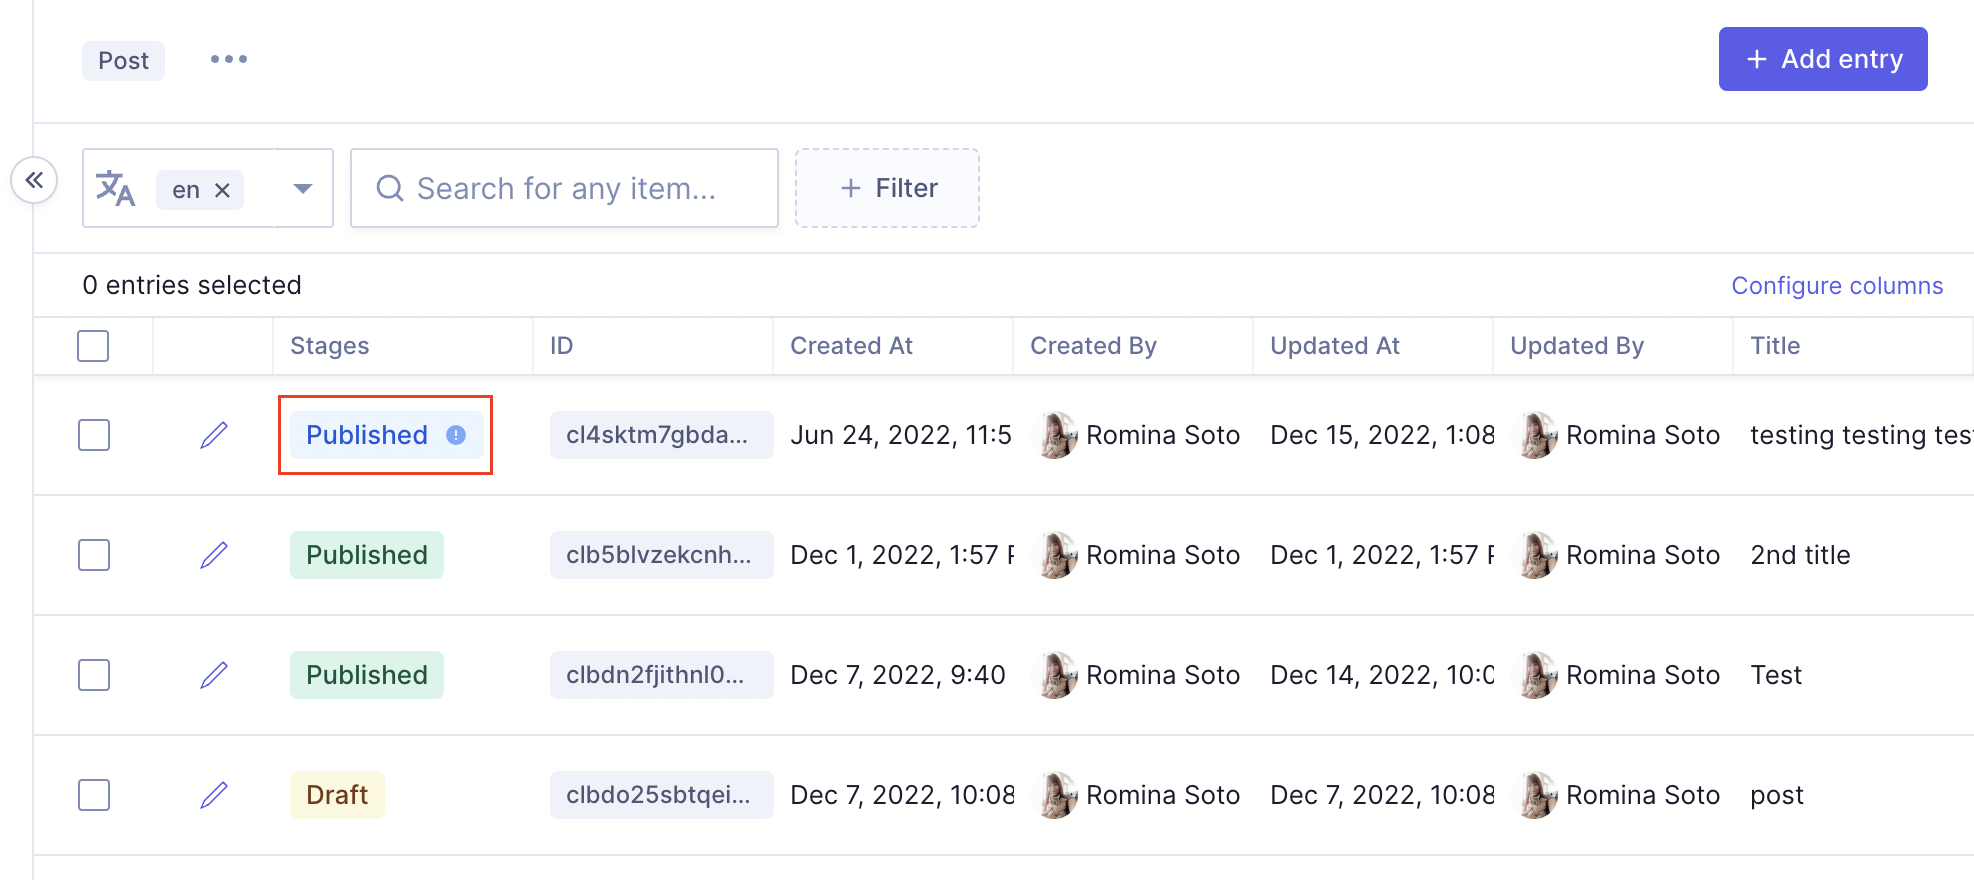 Post
+ Add entry
en
Search for any item...
+ Filter
0 entries selected
Configure columns
Stages ID Created At Created By Updated At Updated By Title
Published cl4sktm7gbda... Jun 24, 2022, 11:5 Romina Soto Dec 15, 2022, 1:08 Romina Soto testing testing tes
Published clb5blvzekcnh... Dec 1, 2022, 1:57 Romina Soto Dec 1, 2022, 1:57 Romina Soto 2nd title
Published clbdn2fjithnl0... Dec 7, 2022, 9:40 Romina Soto Dec 14, 2022, 10:0 Romina Soto Test
Draft clbdo25sbtqei... Dec 7, 2022, 10:08 Romina Soto Dec 7, 2022, 10:08 Romina Soto post